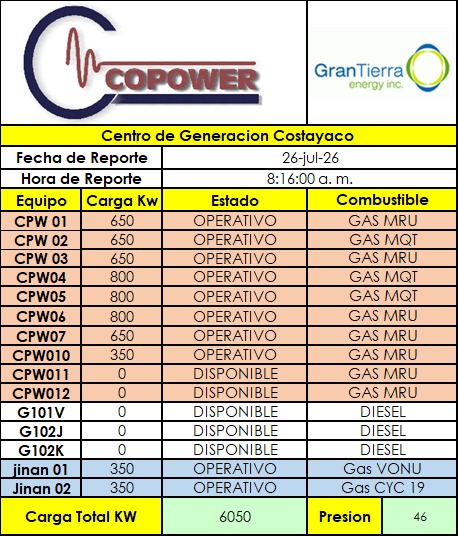 COPOWER
GranTierra
energy inc.
Centro de Generacion Costayaco
Fecha de Reporte 26-jul-26
Hora de Reporte 8:16:00 a. m.
Equipo Carga Kw Estado Combustible
CPW 01 650 OPERATIVO GAS MRU
CPW 02 650 OPERATIVO GAS MQT
CPW 03 650 OPERATIVO GAS MRU
CPW04 800 OPERATIVO GAS MQT
CPW05 800 OPERATIVO GAS MQT
CPW06 800 OPERATIVO GAS MRU
CPW07 650 OPERATIVO GAS MRU
CPW010 350 OPERATIVO GAS MRU
CPW011 0 DISPONIBLE GAS MRU
CPW012 0 DISPONIBLE GAS MRU
G101V 0 DISPONIBLE DIESEL
G102J 0 DISPONIBLE DIESEL
G102K 0 DISPONIBLE DIESEL
jinan 01 350 OPERATIVO Gas VONU
Jinan 02 350 OPERATIVO Gas CYC 19
Carga Total KW 6050 Presion 46